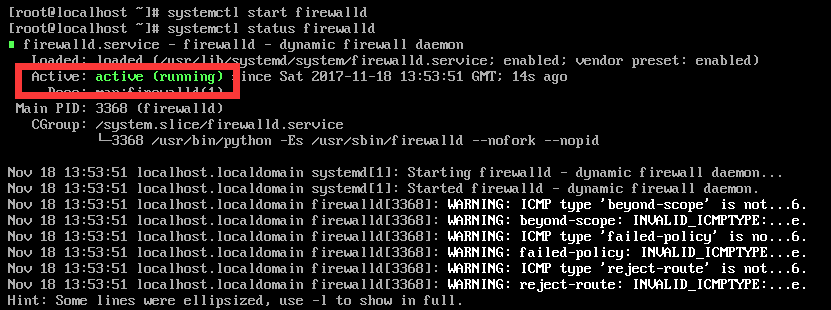 [root@localhost ~]# systemctl start firewalld
[root@localhost ~]# systemctl status firewalld
firewalld.service - firewalld - dynamic firewall daemon
Loaded: loaded (/usr/lib/systemd/system/firewalld.service; enabled; vendor preset: enabled)
Active: active (running) since Sat 2017-11-18 13:53:51 GMT; 14s ago
Docs: man:firewalld(1)
Main PID: 3368 (firewalld)
CGroup: /system.slice/firewalld.service
└─3368 /usr/bin/python -Es /usr/sbin/firewalld --nofork --nopid
Nov 18 13:53:51 localhost.localdomain systemd[1]: Starting firewalld - dynamic firewall daemon...
Nov 18 13:53:51 localhost.localdomain systemd[1]: Started firewalld - dynamic firewall daemon.
Nov 18 13:53:51 localhost.localdomain firewalld[3368]: WARNING: ICMP type 'beyond-scope' is not...6.
Nov 18 13:53:51 localhost.localdomain firewalld[3368]: WARNING: beyond-scope: INVALID_ICMPTYPE:...e.
Nov 18 13:53:51 localhost.localdomain firewalld[3368]: WARNING: ICMP type 'failed-policy' is no...6.
Nov 18 13:53:51 localhost.localdomain firewalld[3368]: WARNING: failed-policy: INVALID_ICMPTYPE:...e.
Nov 18 13:53:51 localhost.localdomain firewalld[3368]: WARNING: ICMP type 'reject-route' is not...6.
Nov 18 13:53:51 localhost.localdomain firewalld[3368]: WARNING: reject-route: INVALID_ICMPTYPE:...e.
Hint: Some lines were ellipsized, use -l to show in full.